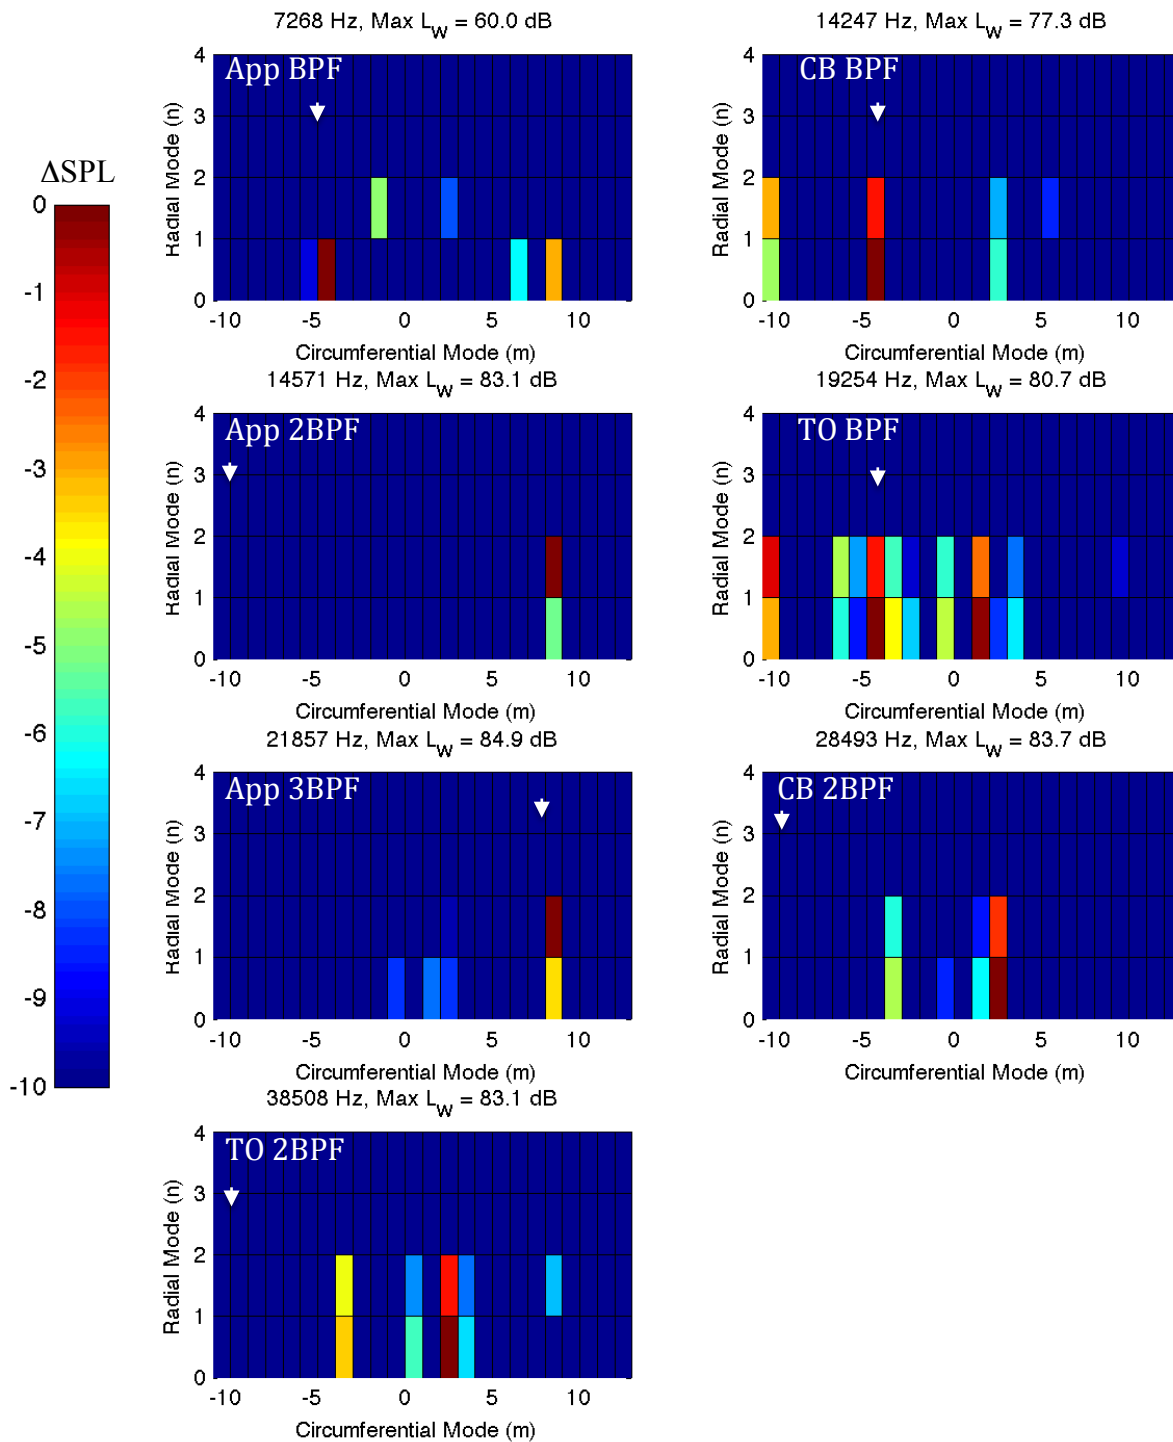 7268 Hz, Max L_W = 60.0 dB
App BPF
4
3
2
1
0
Radial Mode (n)
-10 -5 0 5 10
Circumferential Mode (m)
14247 Hz, Max L_W = 77.3 dB
CB BPF
4
3
2
1
0
Radial Mode (n)
-10 -5 0 5 10
Circumferential Mode (m)
ΔSPL
0
-1
-2
-3
-4
-5
-6
-7
-8
-9
-10
14571 Hz, Max L_W = 83.1 dB
App 2BPF
4
3
2
1
0
Radial Mode (n)
-10 -5 0 5 10
Circumferential Mode (m)
19254 Hz, Max L_W = 80.7 dB
TO BPF
4
3
2
1
0
Radial Mode (n)
-10 -5 0 5 10
Circumferential Mode (m)
21857 Hz, Max L_W = 84.9 dB
App 3BPF
4
3
2
1
0
Radial Mode (n)
-10 -5 0 5 10
Circumferential Mode (m)
28493 Hz, Max L_W = 83.7 dB
CB 2BPF
4
3
2
1
0
Radial Mode (n)
-10 -5 0 5 10
Circumferential Mode (m)
38508 Hz, Max L_W = 83.1 dB
TO 2BPF
4
3
2
1
0
Radial Mode (n)
-10 -5 0 5 10
Circumferential Mode (m)